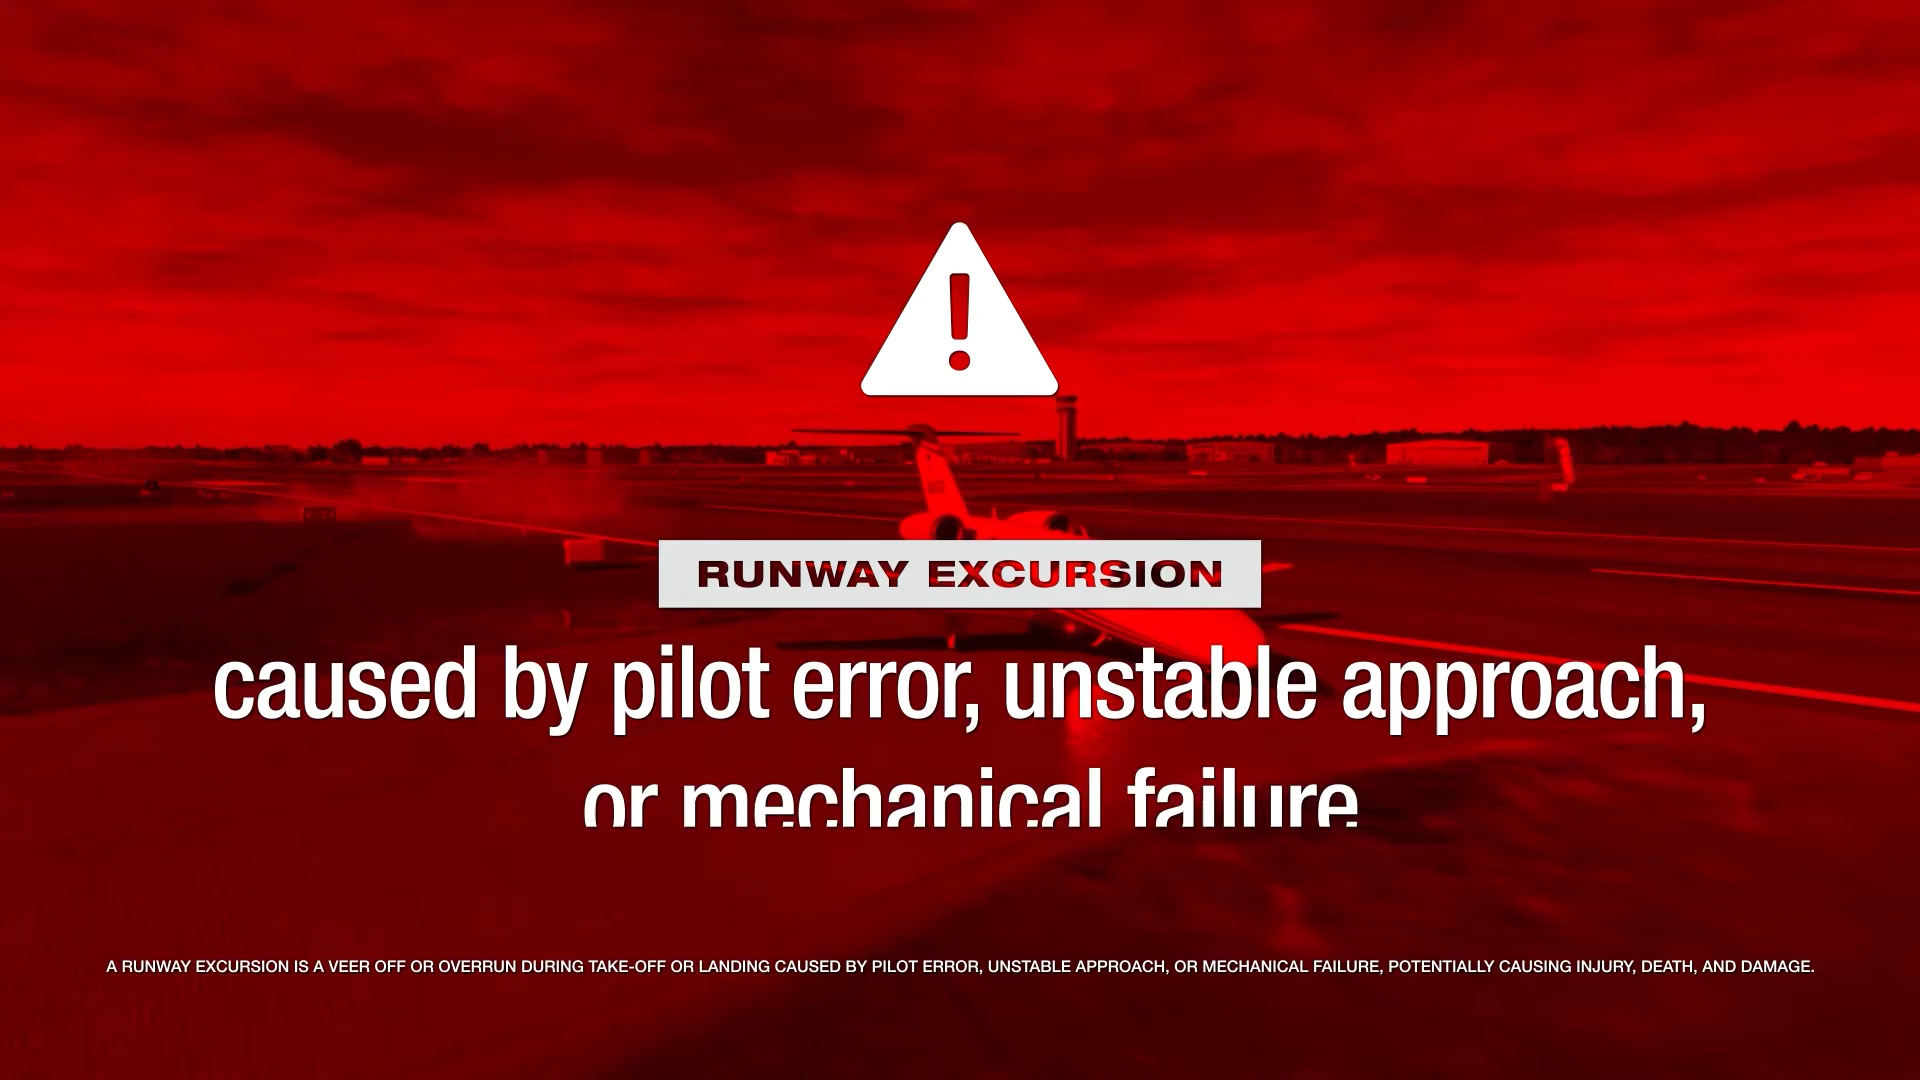 RUNWAY EXCURSION
caused by pilot error, unstable approach,
or mechanical failure
A RUNWAY EXCURSION IS A VEER OFF OR OVERRUN DURING TAKE-OFF OR LANDING CAUSED BY PILOT ERROR, UNSTABLE APPROACH, OR MECHANICAL FAILURE, POTENTIALLY CAUSING INJURY, DEATH, AND DAMAGE.